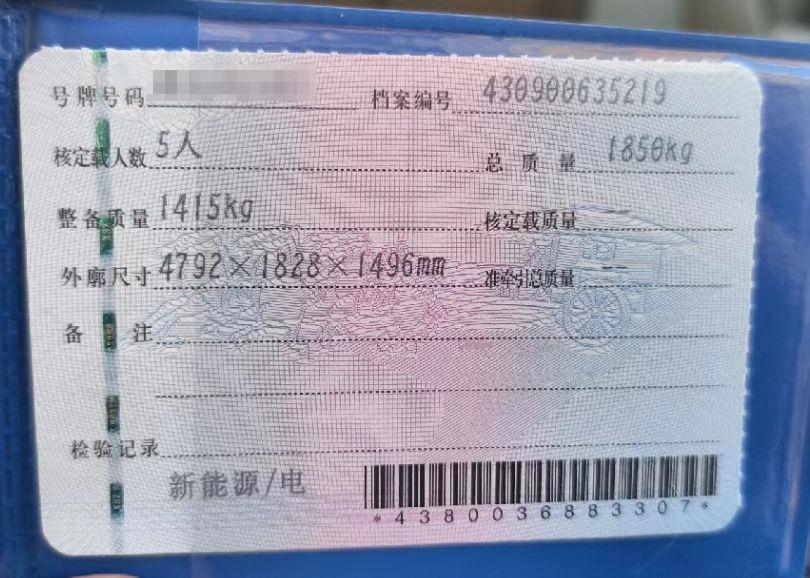 号牌号码 档案编号 430900635219
核定载人数 5人 总质量 1850kg
整备质量 1415kg 核定载质量
外廓尺寸 4792×1828×1496mm 准牵引总质量 --
备注
检验记录
新能源/电
*4380036883307*